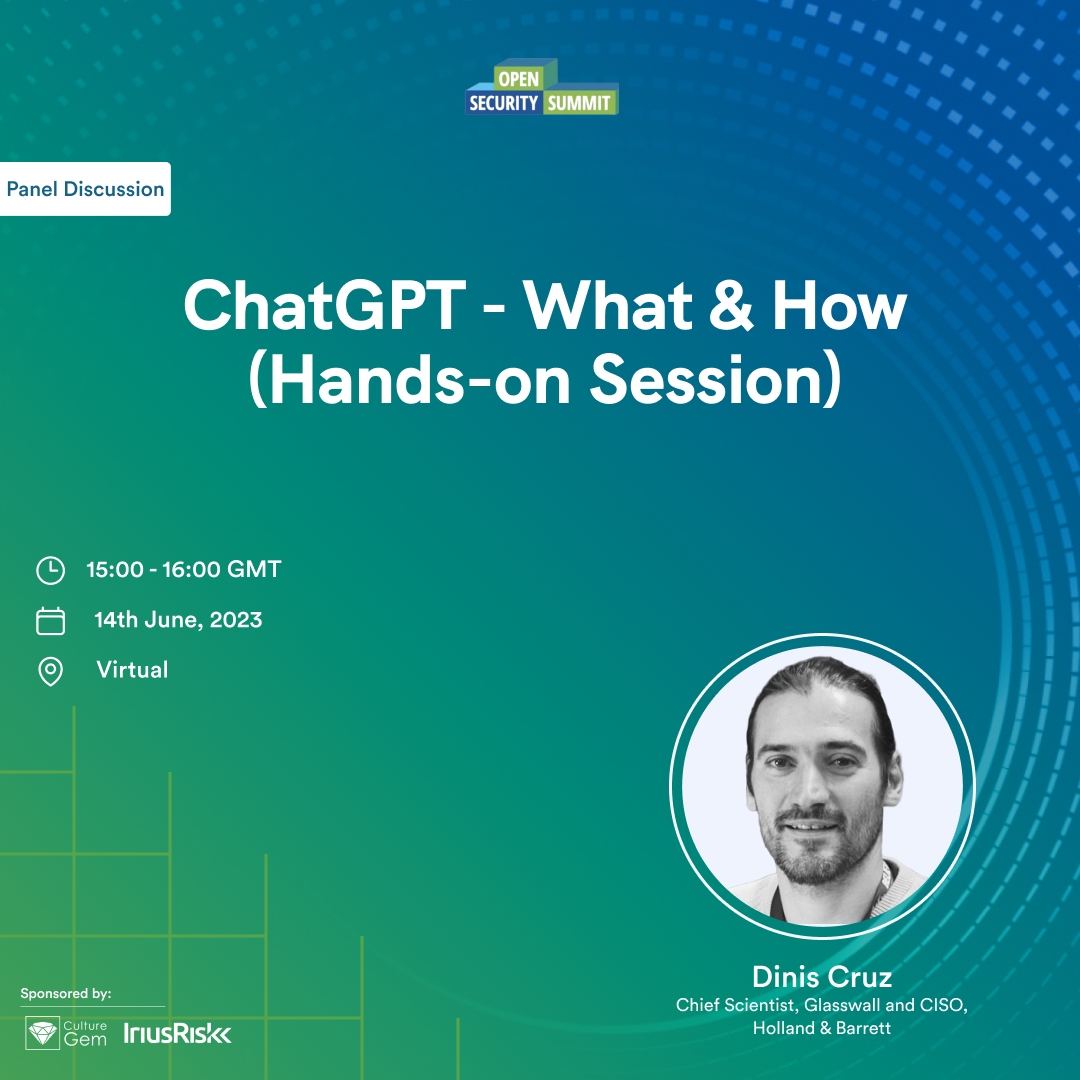 OPEN
SECURITY SUMMIT
Panel Discussion
ChatGPT - What & How
(Hands-on Session)
15:00 - 16:00 GMT
14th June, 2023
Virtual
Dinis Cruz
Chief Scientist, Glasswall and CISO,
Holland & Barrett
Sponsored by:
Culture
Gem
IriusRisk